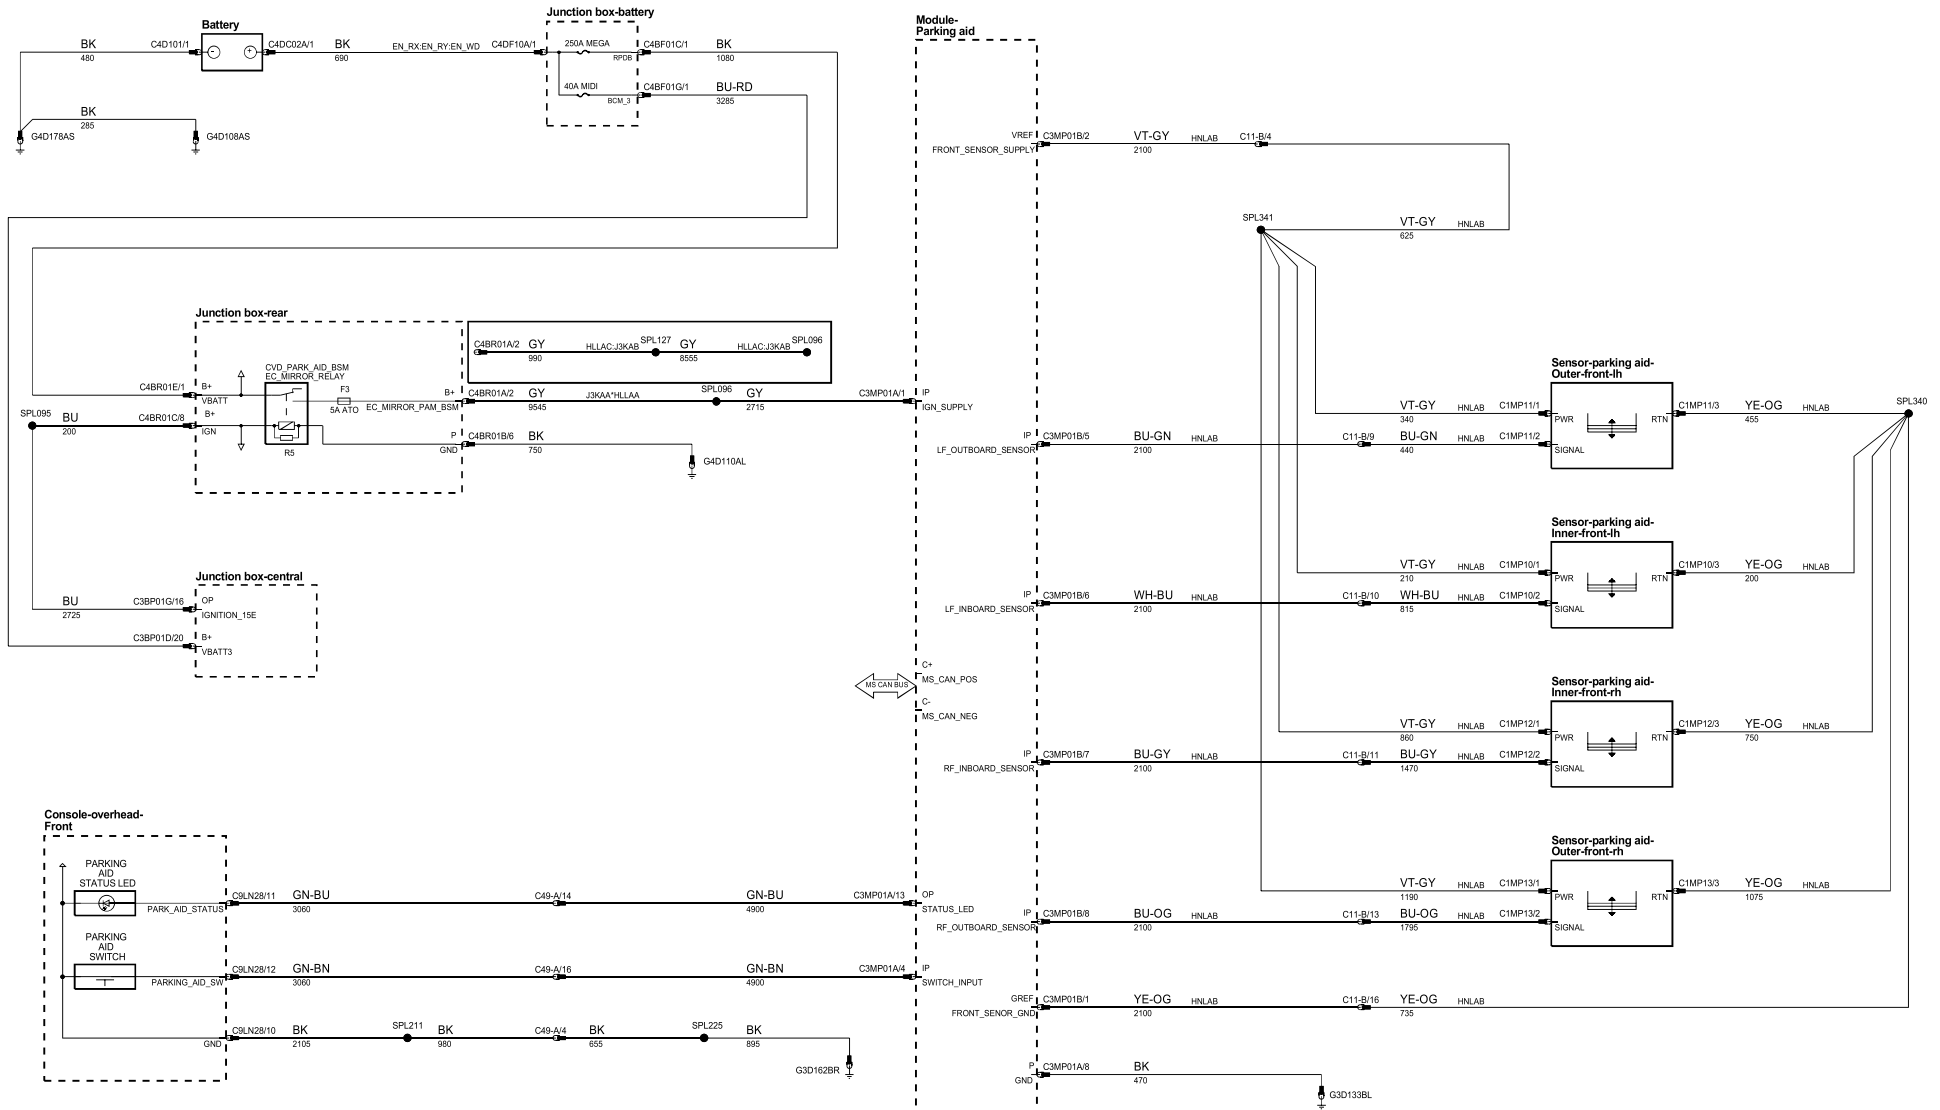 Battery
BK
480
C4D101/1
-
+
C4DC02A/1
BK
690
EN_RX:EN_RY:EN_WD
C4DF10A/1
Junction box-battery
250A MEGA
RPDB
C4BF01C/1
BK
1080
40A MIDI
BCM_3
C4BF01G/1
BU-RD
3285
BK
285
G4D178AS
G4D108AS
Module-
Parking aid
VREF
FRONT_SENSOR_SUPPLY
C3MP01B/2
VT-GY
2100
HNLAB
C11-B/4
SPL341
VT-GY
625
HNLAB
Junction box-rear
CVD_PARK_AID_BSM
EC_MIRROR_RELAY
C4BR01E/1
B+
VBATT
F3
5A ATO
B+
EC_MIRROR_PAM_BSM
SPL095
BU
200
C4BR01C/8
B+
IGN
R5
P
GND
C4BR01A/2
GY
990
HLLAC:J3KAB
SPL127
GY
8555
HLLAC:J3KAB
SPL096
C4BR01A/2
GY
9545
J3KAA*HLLAA
SPL096
GY
2715
C3MP01A/1
IP
IGN_SUPPLY
C4BR01B/6
BK
750
G4D110AL
IP
LF_OUTBOARD_SENSOR
C3MP01B/5
BU-GN
2100
HNLAB
C11-B/9
BU-GN
440
HNLAB
C1MP11/2
VT-GY
340
HNLAB
C1MP11/1
Sensor-parking aid-
Outer-front-lh
PWR
SIGNAL
RTN
C1MP11/3
YE-OG
455
HNLAB
SPL340
Sensor-parking aid-
Inner-front-lh
VT-GY
210
HNLAB
C1MP10/1
PWR
SIGNAL
RTN
C1MP10/3
YE-OG
200
HNLAB
IP
LF_INBOARD_SENSOR
C3MP01B/6
WH-BU
2100
HNLAB
C11-B/10
WH-BU
815
HNLAB
C1MP10/2
Junction box-central
BU
2725
C3BP01G/16
OP
IGNITION_15E
C3BP01D/20
B+
VBATT3
MS CAN BUS
C+
MS_CAN_POS
C-
MS_CAN_NEG
Sensor-parking aid-
Inner-front-rh
VT-GY
860
HNLAB
C1MP12/1
PWR
SIGNAL
RTN
C1MP12/3
YE-OG
750
HNLAB
IP
RF_INBOARD_SENSOR
C3MP01B/7
BU-GY
2100
HNLAB
C11-B/11
BU-GY
1470
HNLAB
C1MP12/2
Console-overhead-
Front
PARKING
AID
STATUS LED
PARK_AID_STATUS
C9LN28/11
GN-BU
3060
C49-A/14
GN-BU
4900
C3MP01A/13
OP
STATUS_LED
PARKING
AID
SWITCH
PARKING_AID_SW
C9LN28/12
GN-BN
3060
C49-A/16
GN-BN
4900
C3MP01A/4
IP
SWITCH_INPUT
GND
C9LN28/10
BK
2105
SPL211
BK
980
C49-A/4
BK
655
SPL225
BK
895
G3D162BR
Sensor-parking aid-
Outer-front-rh
VT-GY
1190
HNLAB
C1MP13/1
PWR
SIGNAL
RTN
C1MP13/3
YE-OG
1075
HNLAB
IP
RF_OUTBOARD_SENSOR
C3MP01B/8
BU-OG
2100
HNLAB
C11-B/13
BU-OG
1795
HNLAB
C1MP13/2
GREF
FRONT_SENOR_GND
C3MP01B/1
YE-OG
2100
HNLAB
C11-B/16
YE-OG
735
HNLAB
P
GND
C3MP01A/8
BK
470
G3D133BL